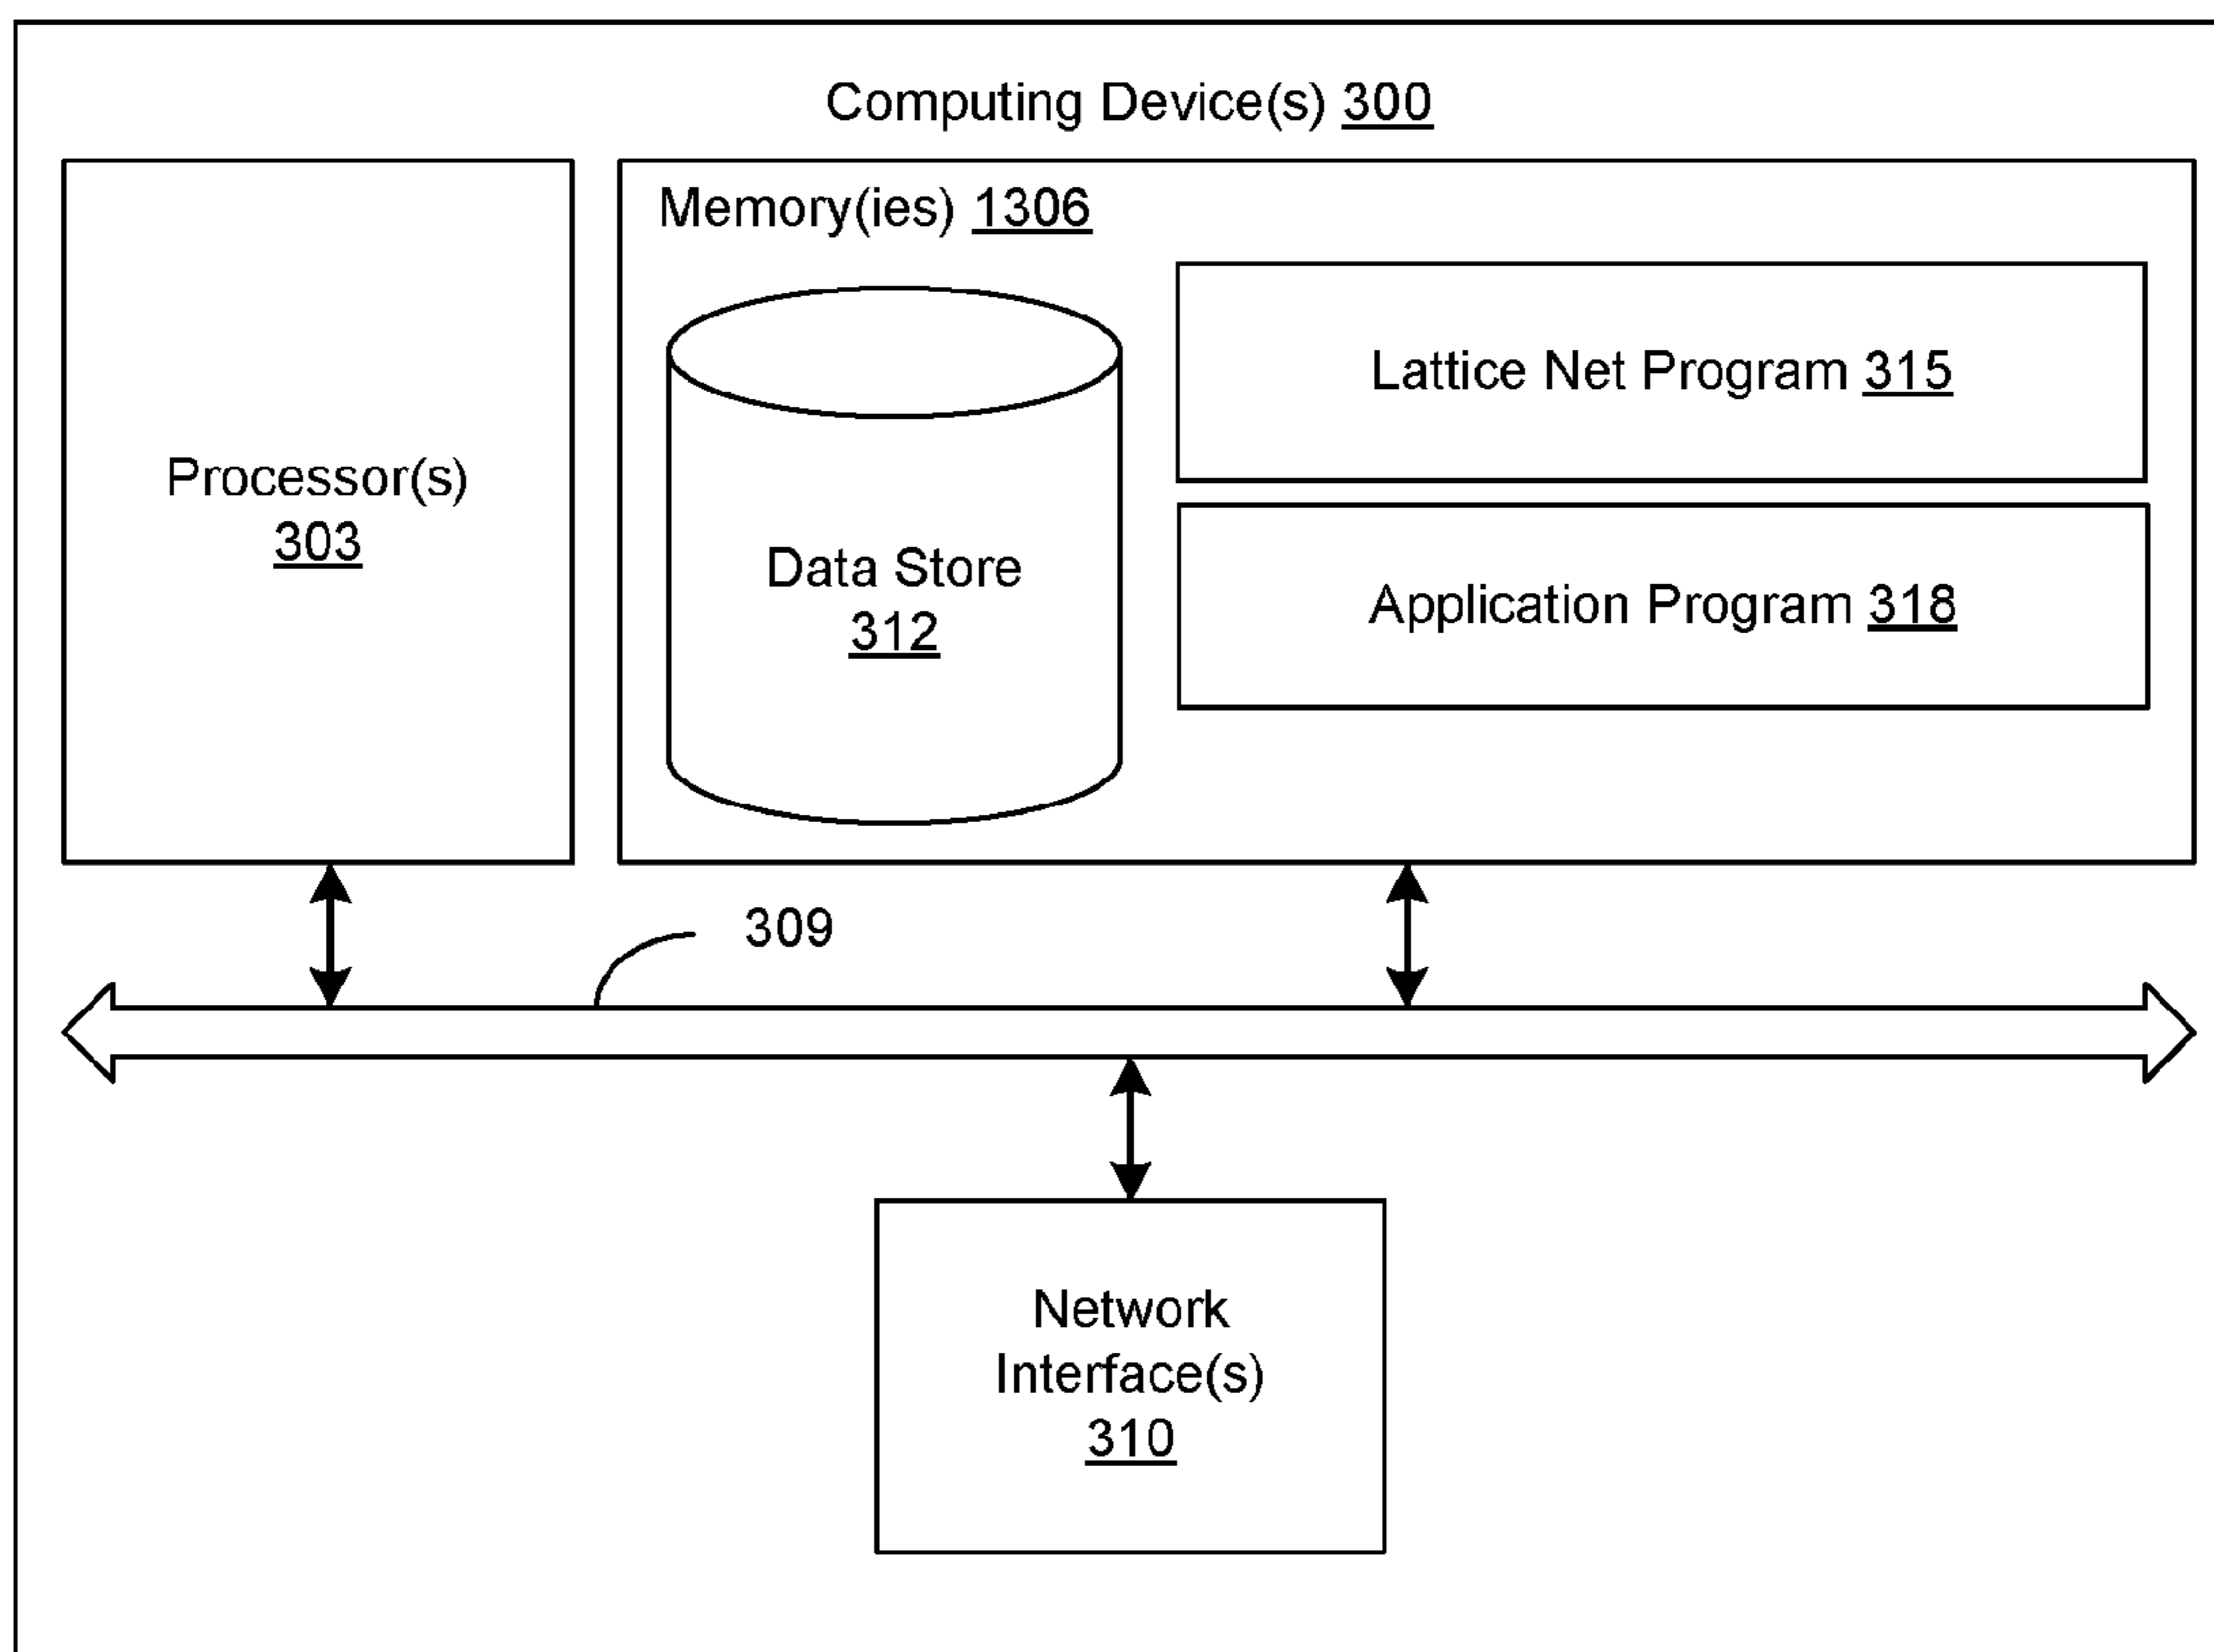 Computing Device(s) 300
Memory(ies) 1306
Lattice Net Program 315
Processor(s)
303
Data Store
312
Application Program 318
309
Network
Interface(s)
310